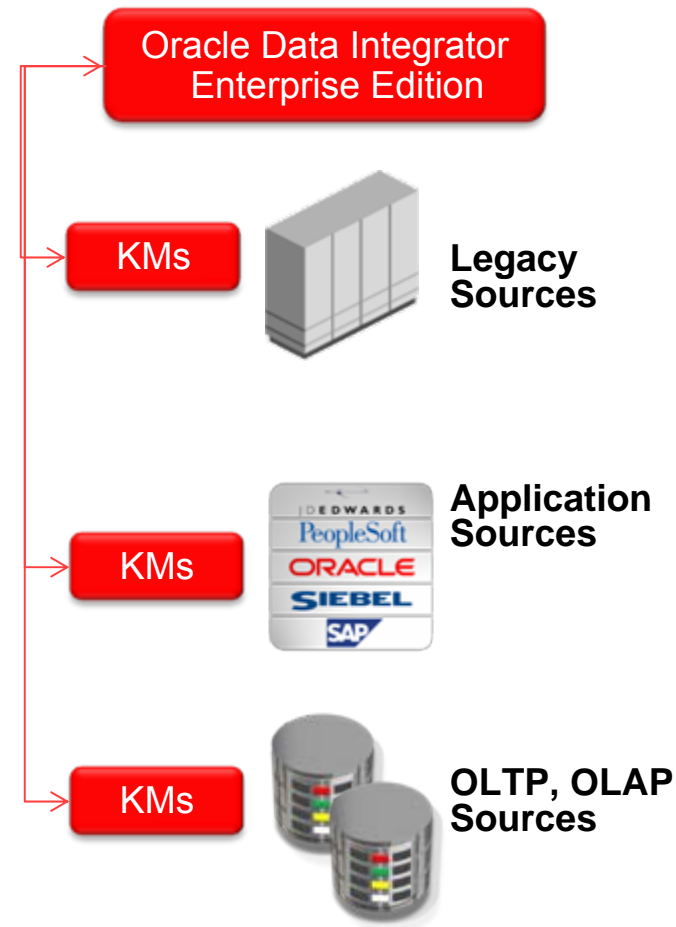 Oracle Data Integrator
Enterprise Edition
KMs
Legacy
Sources
KMs
JDEDWARDS
PeopleSoft
ORACLE
SIEBEL
SAP
Application
Sources
KMs
OLTP, OLAP
Sources